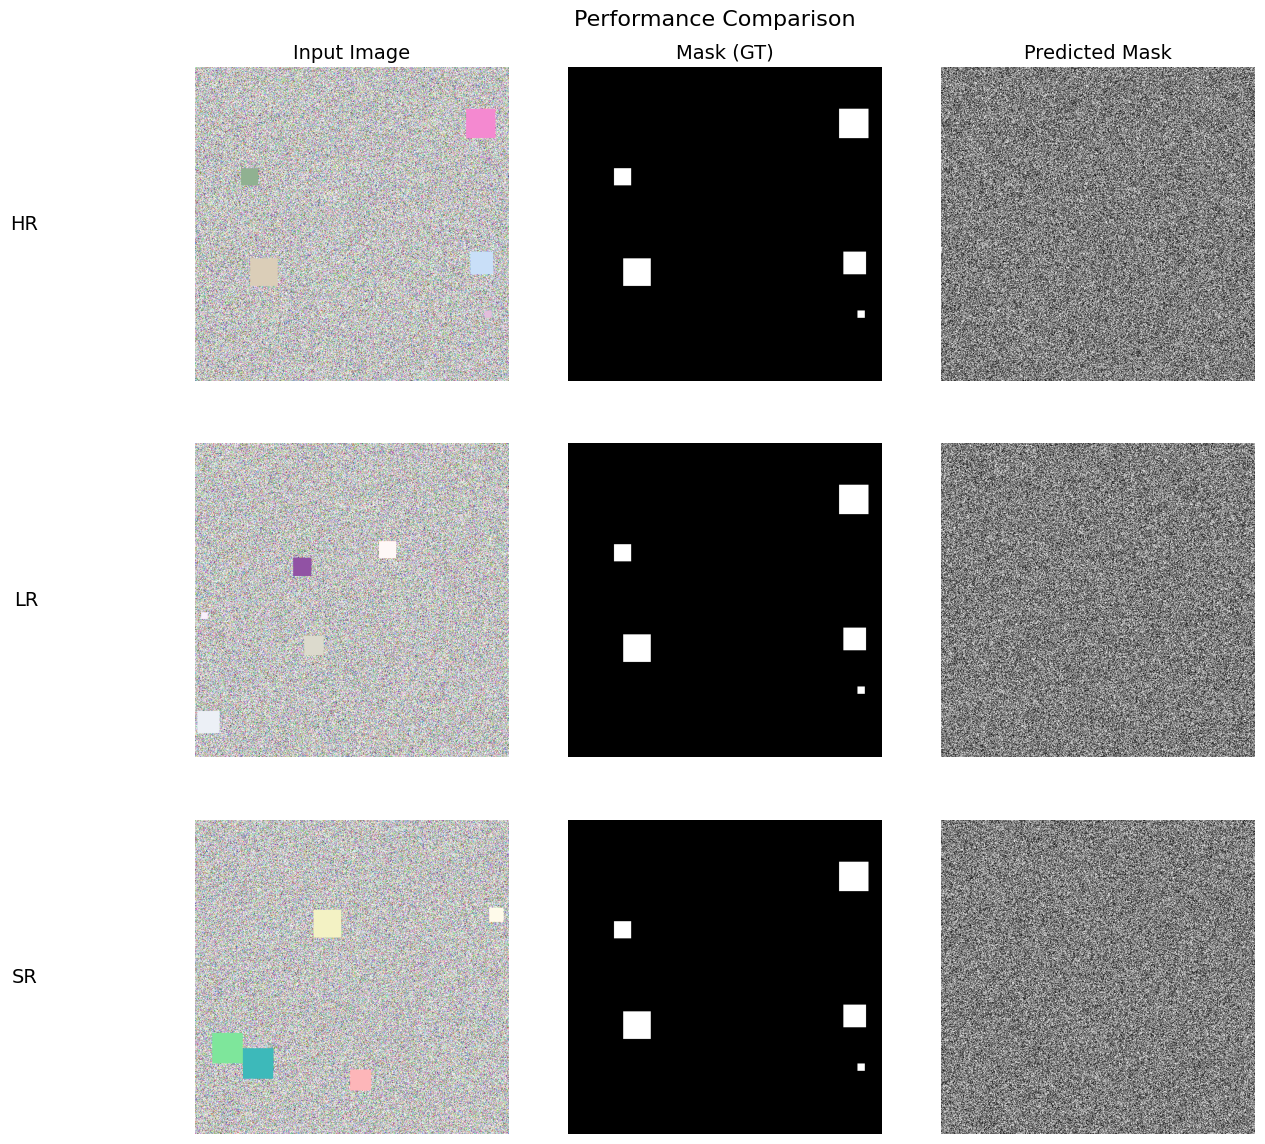 Performance Comparison
Input Image
Mask (GT)
Predicted Mask
HR
LR
SR